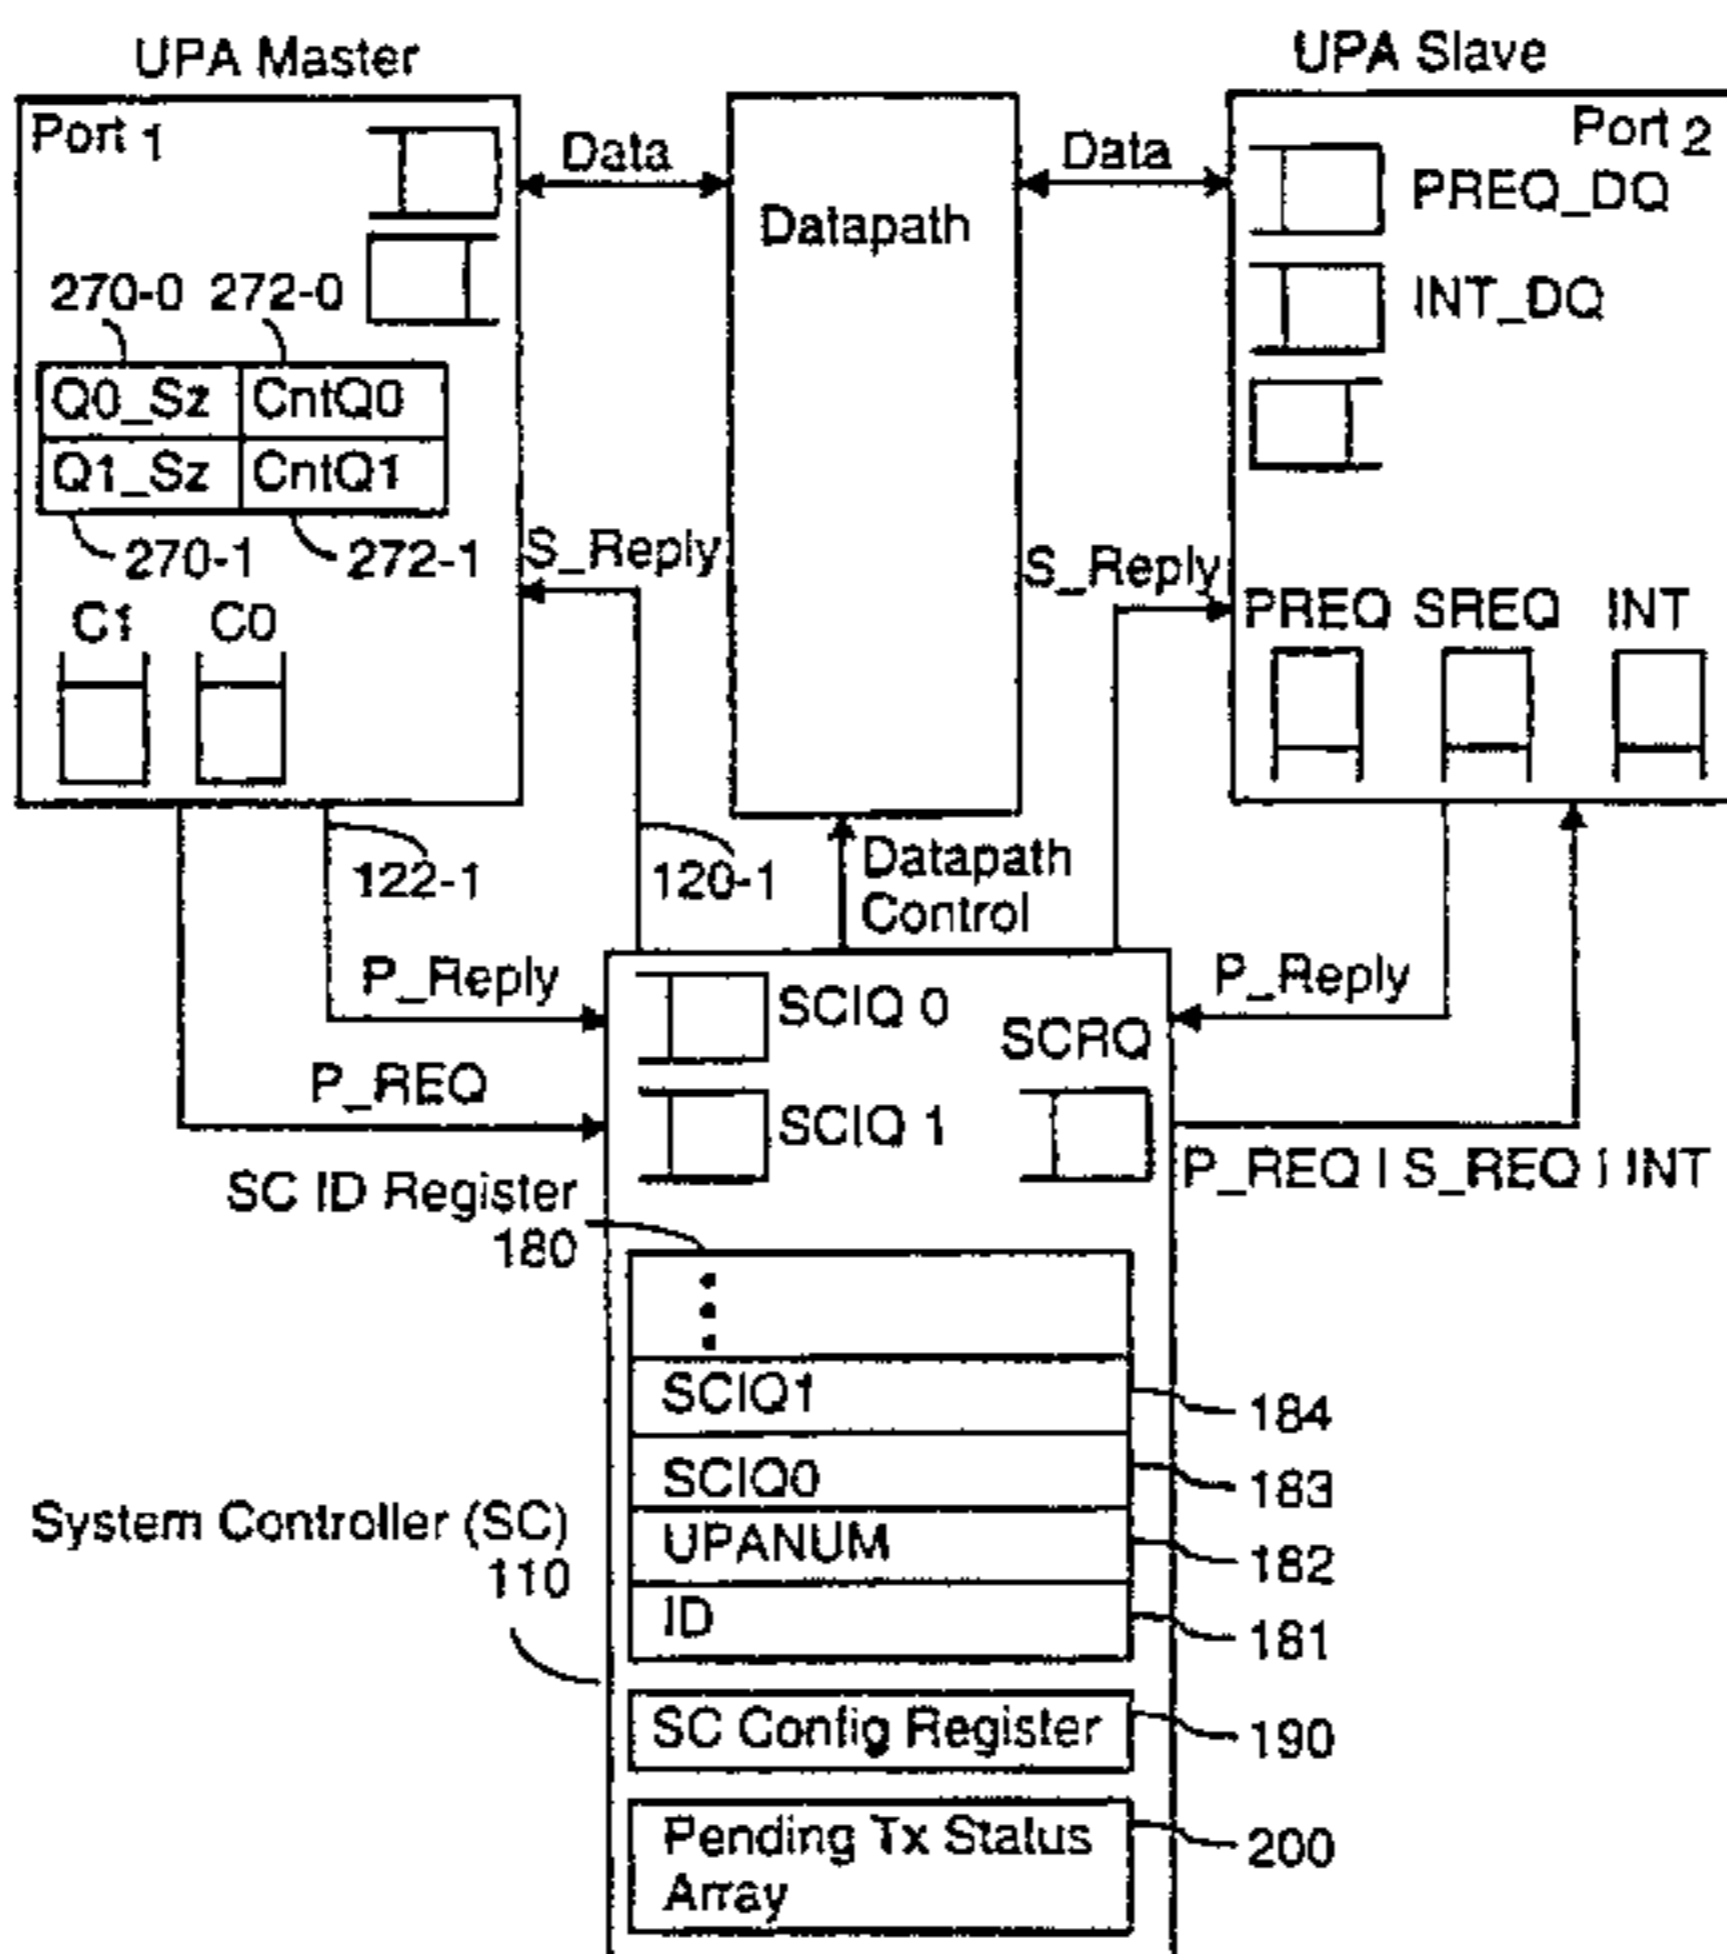 UPA Master
UPA Slave
Port 1
Data
Data
Port 2
Datapath
PREQ_DQ
270-0 272-0
INT_DQ
Q0_Sz CntQ0
Q1_Sz CntQ1
270-1 272-1
S_Reply
S_Reply
C1 C0
PREQ SREQ INT
122-1
120-1
Datapath
Control
P_Reply
P_Reply
SCIQ 0
SCRQ
P_REQ
SCIQ 1
P_REQ | S_REQ | INT
SC ID Register
180
SCIQ1
184
SCIQ0
183
System Controller (SC)
110
UPANUM
182
ID
181
SC Config Register
190
Pending Tx Status
Array
200